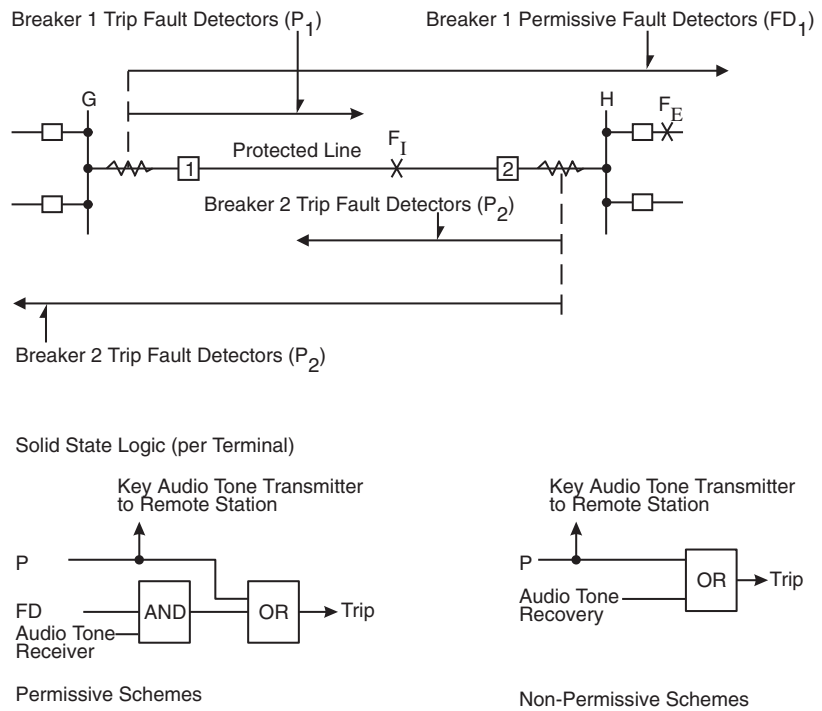 Breaker 1 Trip Fault Detectors (P1)
Breaker 1 Permissive Fault Detectors (FD1)
G
H
FE
FI
Protected Line
1
2
Breaker 2 Trip Fault Detectors (P2)
Breaker 2 Trip Fault Detectors (P2)
Solid State Logic (per Terminal)
Key Audio Tone Transmitter
to Remote Station
P
FD
AND
OR
Trip
Audio Tone
Receiver
Permissive Schemes
Key Audio Tone Transmitter
to Remote Station
P
OR
Trip
Audio Tone
Recovery
Non-Permissive Schemes